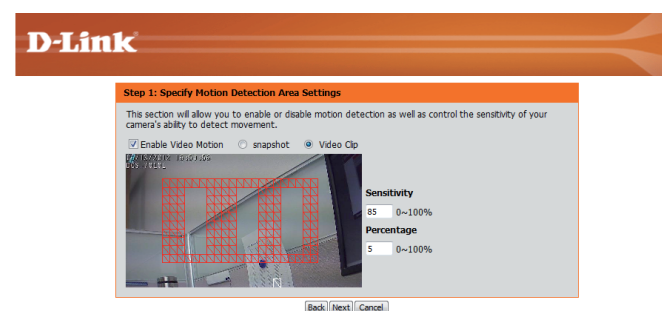 D-Link
Step 1: Specify Motion Detection Area Settings
This section will allow you to enable or disable motion detection as well as control the sensitivity of your
camera's ability to detect movement.
Enable Video Motion snapshot Video Clip
Sensitivity
85 0~100%
Percentage
5 0~100%
Back Next Cancel